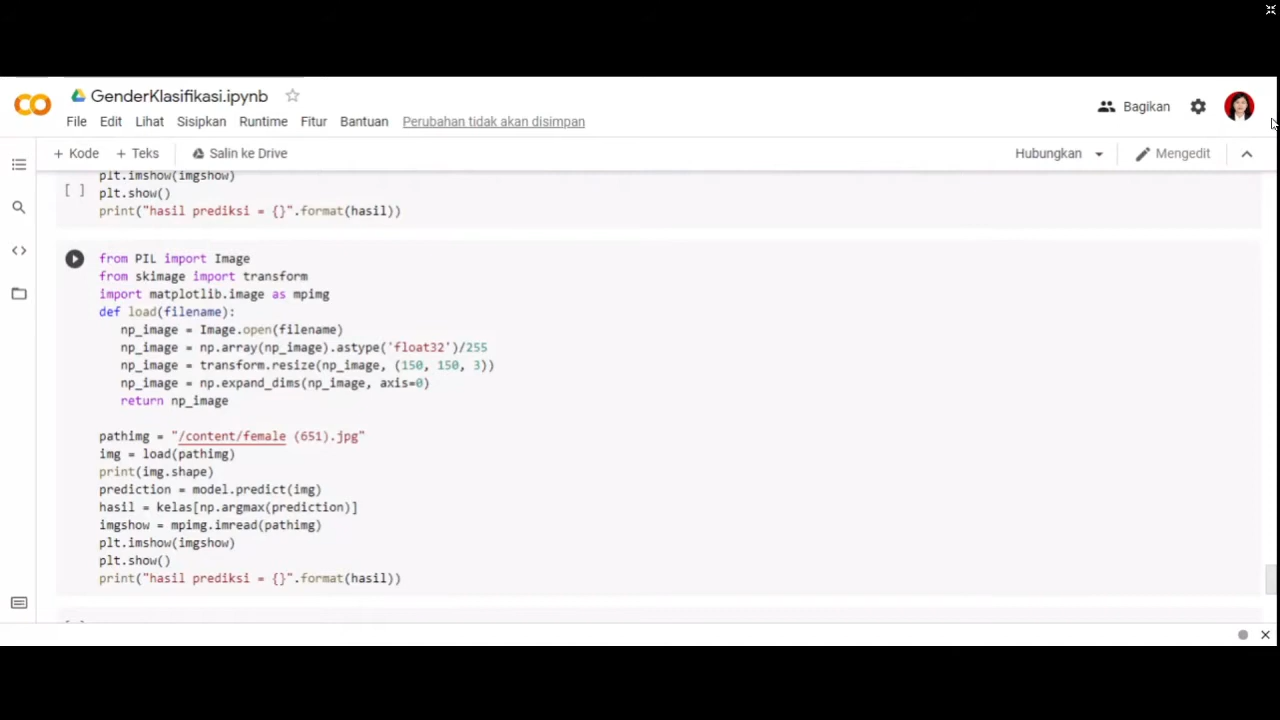 GenderKlasifikasi.ipynb
File Edit Lihat Sisipkan Runtime Fitur Bantuan Perubahan tidak akan disimpan
Bagikan
+ Kode + Teks Salin ke Drive
Hubungkan Mengedit
plt.imshow(imgshow)
[ ] plt.show()
print("hasil prediksi = {}".format(hasil))
from PIL import Image
from skimage import transform
import matplotlib.image as mpimg
def load(filename):
np_image = Image.open(filename)
np_image = np.array(np_image).astype('float32')/255
np_image = transform.resize(np_image, (150, 150, 3))
np_image = np.expand_dims(np_image, axis=0)
return np_image
pathimg = "/content/female (651).jpg"
img = load(pathimg)
print(img.shape)
prediction = model.predict(img)
hasil = kelas[np.argmax(prediction)]
imgshow = mpimg.imread(pathimg)
plt.imshow(imgshow)
plt.show()
print("hasil prediksi = {}".format(hasil))